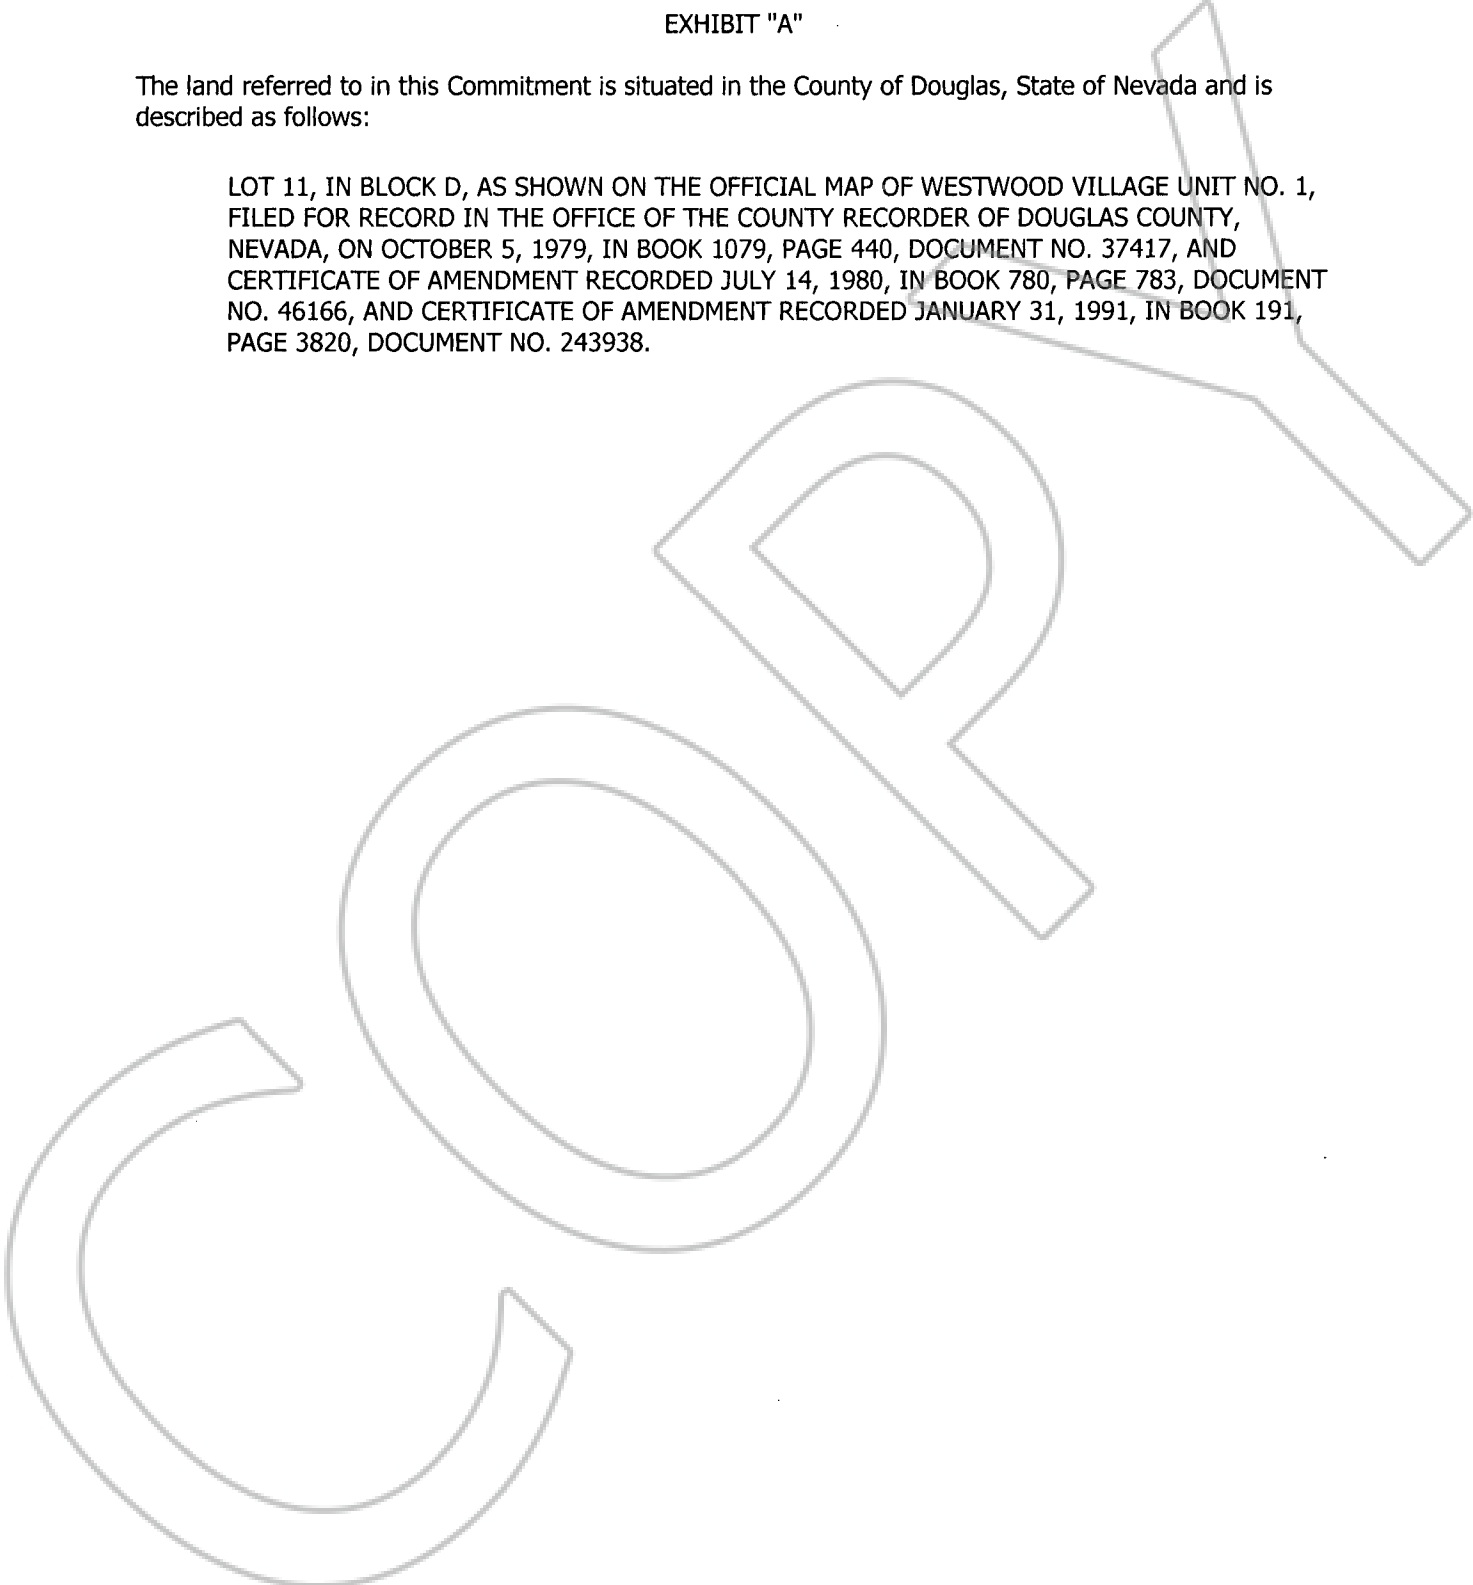 EXHIBIT "A"
The land referred to in this Commitment is situated in the County of Douglas, State of Nevada and is
described as follows:
LOT 11, IN BLOCK D, AS SHOWN ON THE OFFICIAL MAP OF WESTWOOD VILLAGE UNIT NO. 1,
FILED FOR RECORD IN THE OFFICE OF THE COUNTY RECORDER OF DOUGLAS COUNTY,
NEVADA, ON OCTOBER 5, 1979, IN BOOK 1079, PAGE 440, DOCUMENT NO. 37417, AND
CERTIFICATE OF AMENDMENT RECORDED JULY 14, 1980, IN BOOK 780, PAGE 783, DOCUMENT
NO. 46166, AND CERTIFICATE OF AMENDMENT RECORDED JANUARY 31, 1991, IN BOOK 191,
PAGE 3820, DOCUMENT NO. 243938.
COPY